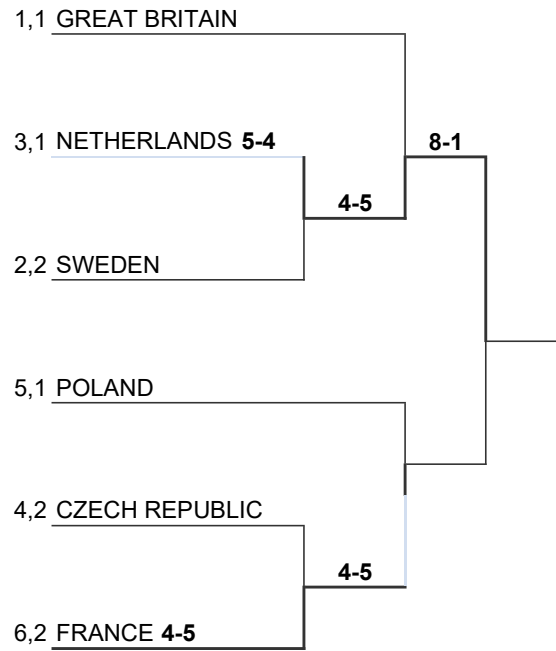 1,1 GREAT BRITAIN
3,1 NETHERLANDS 5-4
8-1
4-5
2,2 SWEDEN
5,1 POLAND
4,2 CZECH REPUBLIC
4-5
6,2 FRANCE 4-5